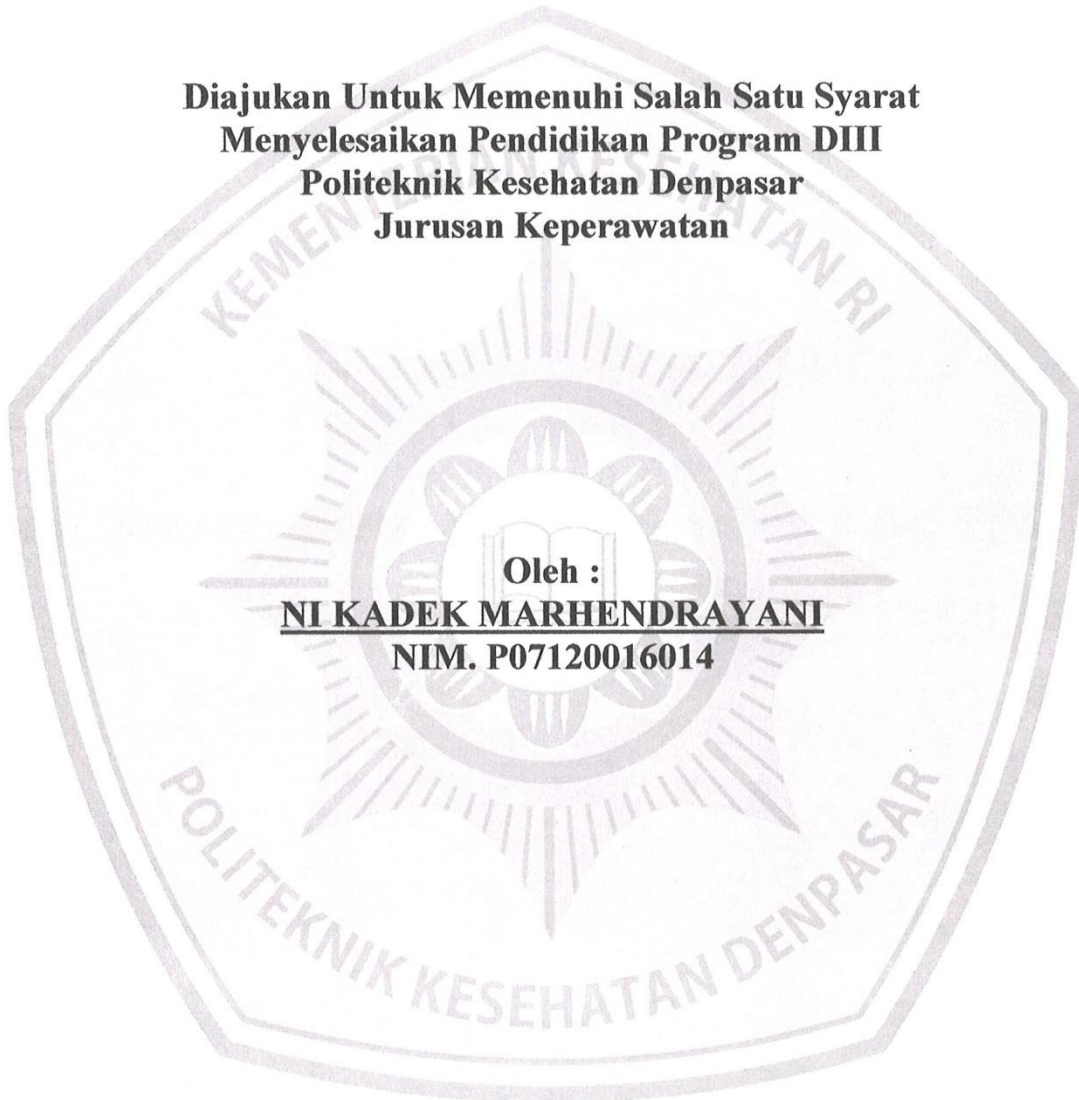 Diajukan Untuk Memenuhi Salah Satu Syarat
Menyelesaikan Pendidikan Program DIII
Politeknik Kesehatan Denpasar
Jurusan Keperawatan
KEMENTERIAN KESEHATAN RI
Oleh :
NI KADEK MARHENDRAYANI
NIM. P07120016014
POLITEKNIK KESEHATAN DENPASAR